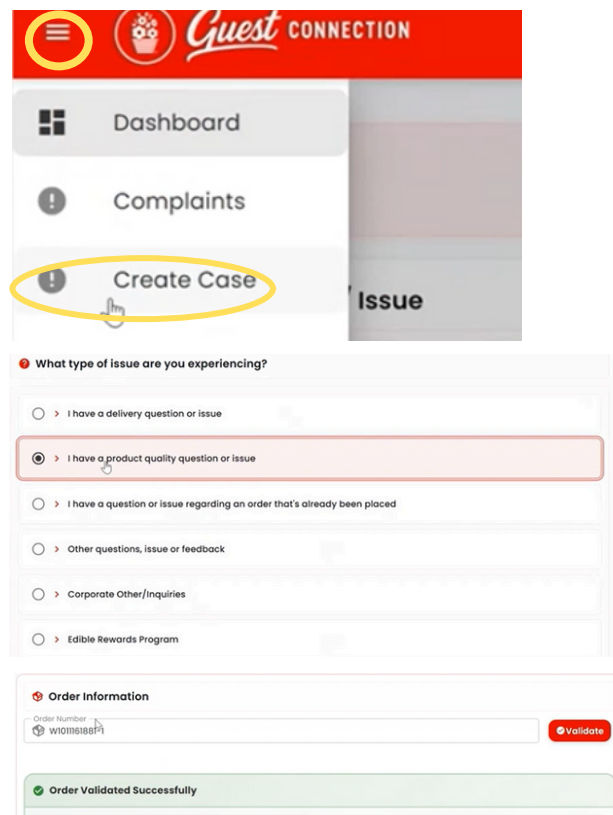 Guest CONNECTION
Dashboard
Complaints
Create Case
Issue
What type of issue are you experiencing?
> I have a delivery question or issue
> I have a product quality question or issue
> I have a question or issue regarding an order that's already been placed
> Other questions, issue or feedback
> Corporate Other/Inquiries
> Edible Rewards Program
Order Information
Order Number
Validate
Order Validated Successfully